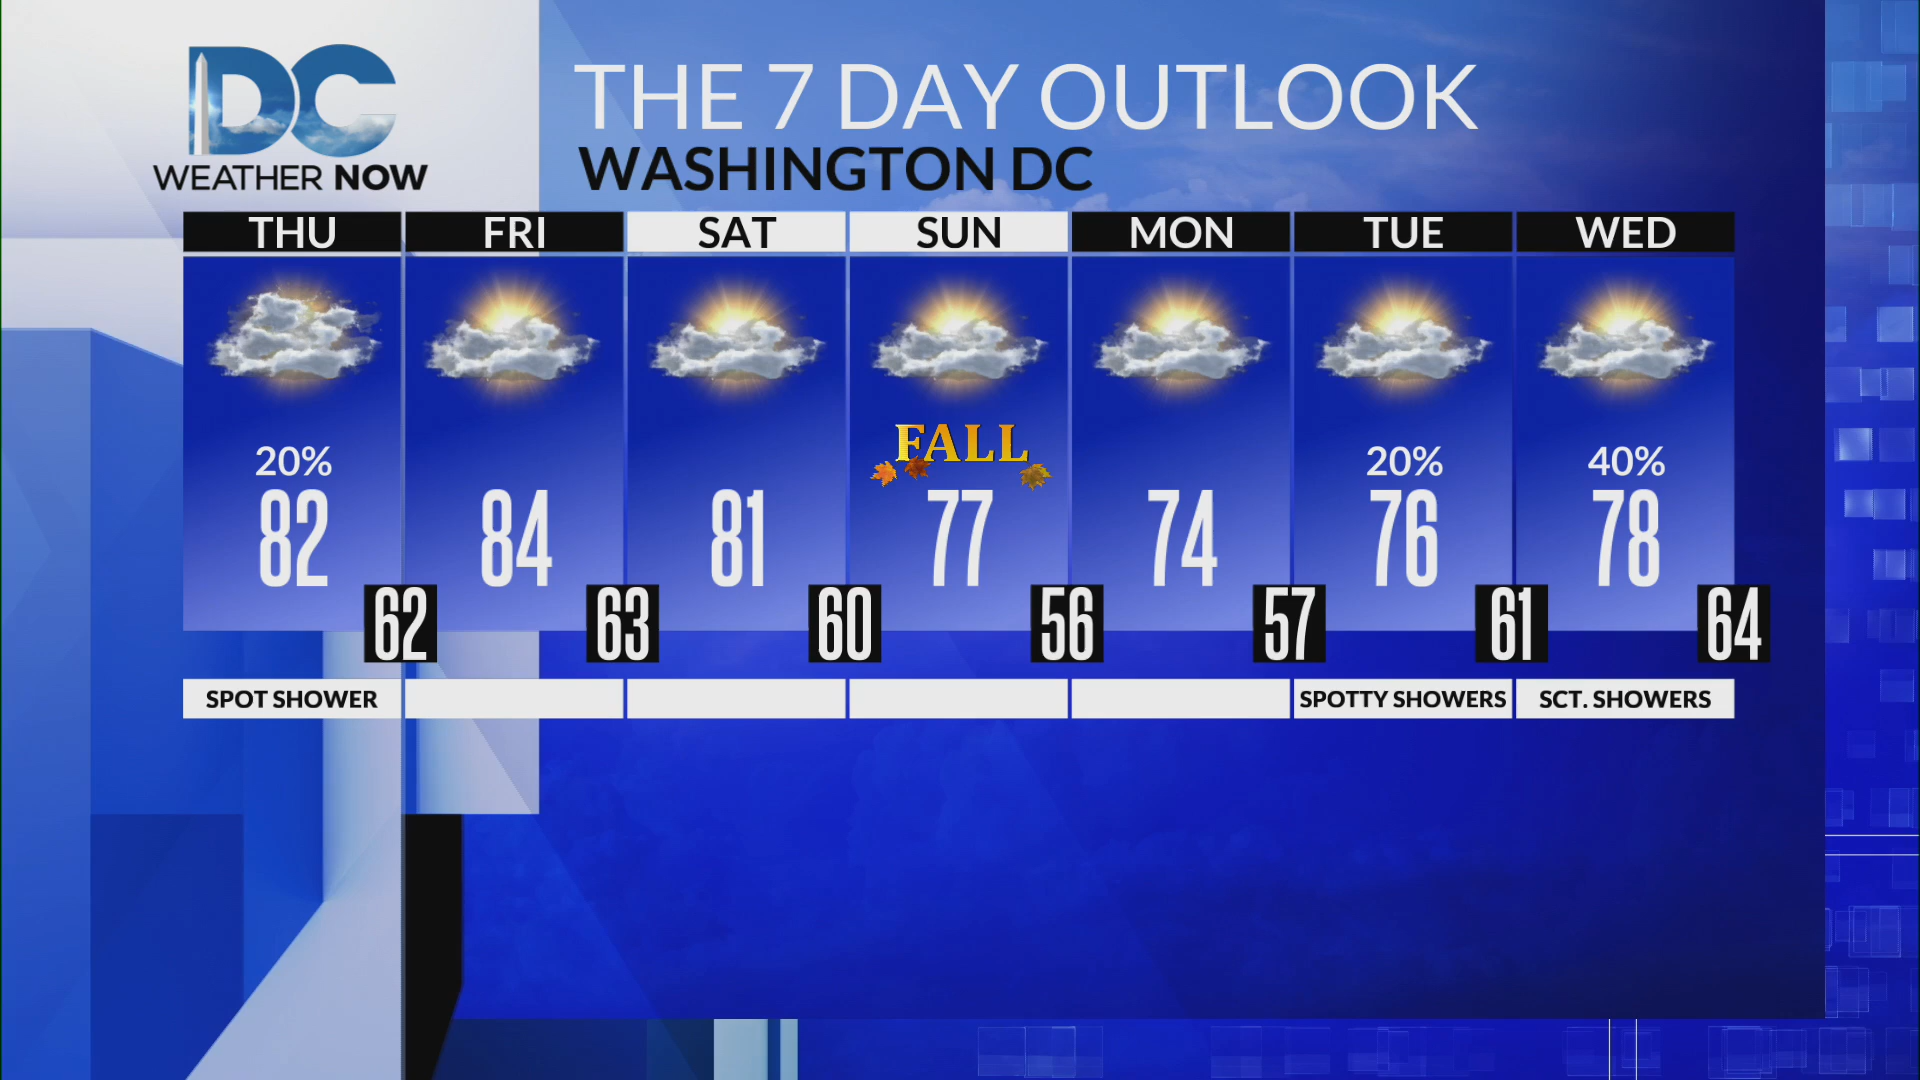 DC
WEATHER NOW
THE 7 DAY OUTLOOK
WASHINGTON DC
THU FRI SAT SUN MON TUE WED
FALL
20% 20% 40%
82 84 81 77 74 76 78
62 63 60 56 57 61 64
SPOT SHOWER SPOTTY SHOWERS SCT. SHOWERS